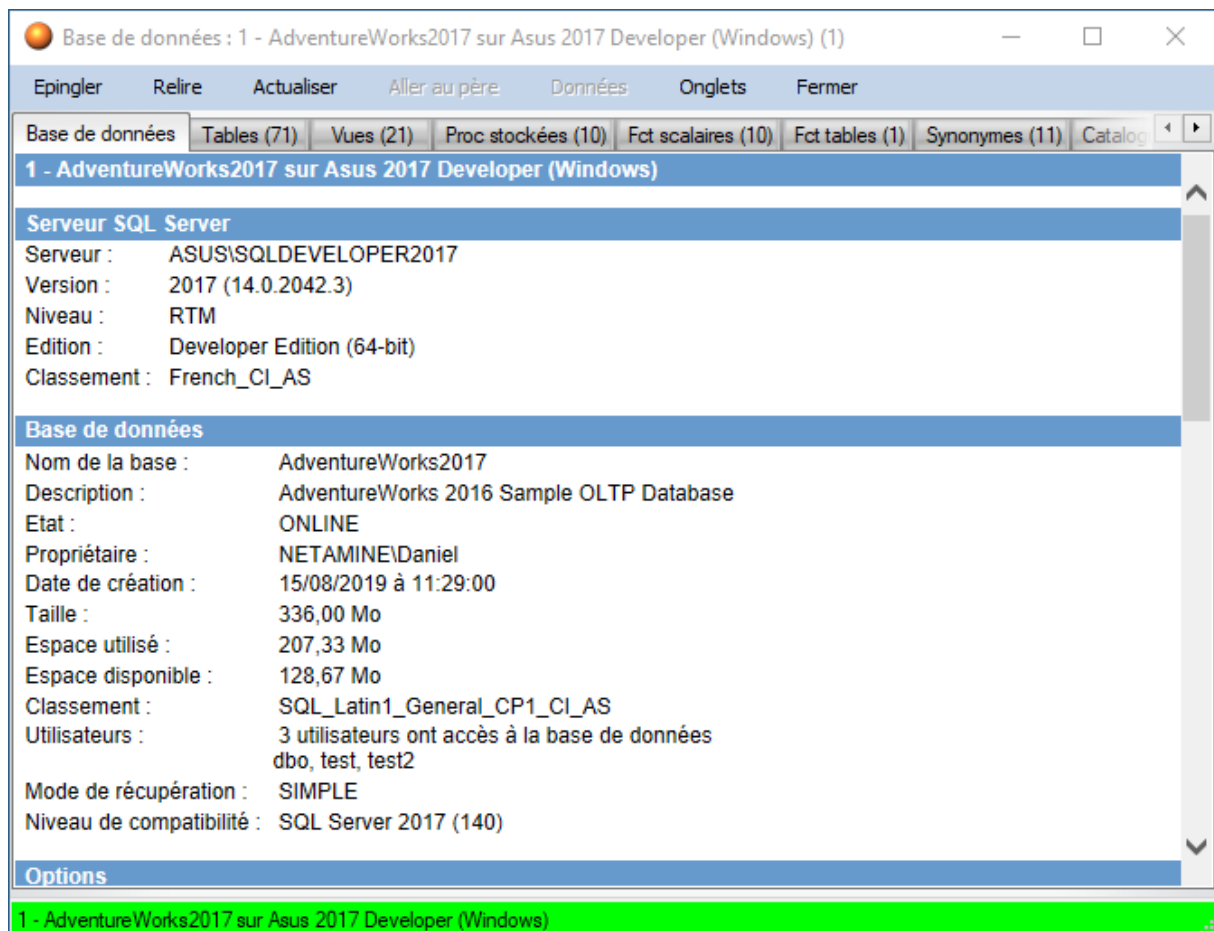 Base de données : 1 - AdventureWorks2017 sur Asus 2017 Developer (Windows) (1)
Epingler Relire Actualiser Aller au père Données Onglets Fermer
Base de données Tables (71) Vues (21) Proc stockées (10) Fct scalaires (10) Fct tables (1) Synonymes (11) Catalog
1 - AdventureWorks2017 sur Asus 2017 Developer (Windows)
Serveur SQL Server
Serveur : ASUS\SQLDEVELOPER2017
Version : 2017 (14.0.2042.3)
Niveau : RTM
Edition : Developer Edition (64-bit)
Classement : French_CI_AS
Base de données
Nom de la base : AdventureWorks2017
Description : AdventureWorks 2016 Sample OLTP Database
Etat : ONLINE
Propriétaire : NETAMINE\Daniel
Date de création : 15/08/2019 à 11:29:00
Taille : 336,00 Mo
Espace utilisé : 207,33 Mo
Espace disponible : 128,67 Mo
Classement : SQL_Latin1_General_CP1_CI_AS
Utilisateurs : 3 utilisateurs ont accès à la base de données
dbo, test, test2
Mode de récupération : SIMPLE
Niveau de compatibilité : SQL Server 2017 (140)
Options
1 - AdventureWorks2017 sur Asus 2017 Developer (Windows)